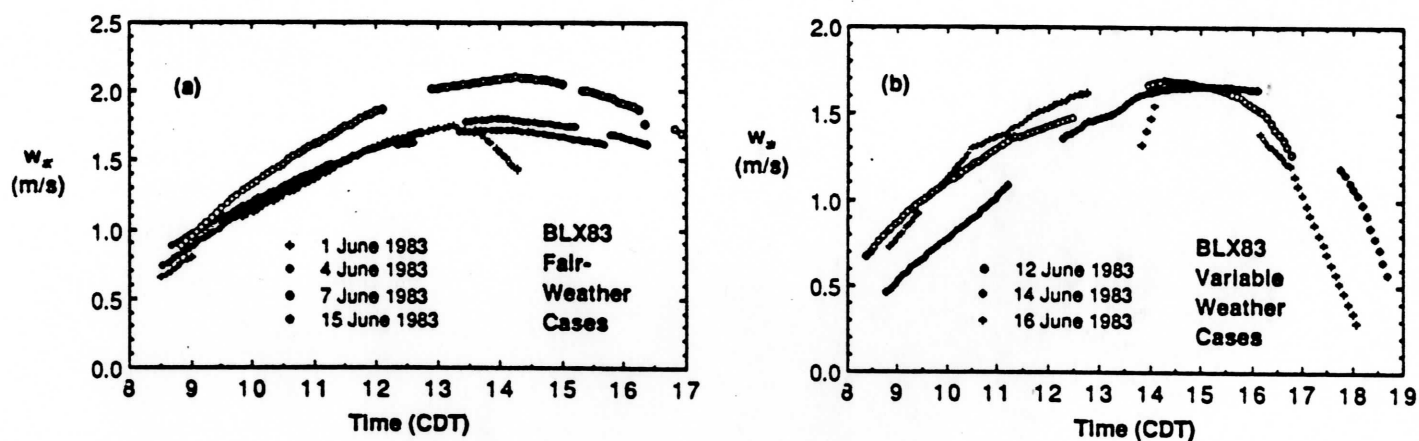 2.5
2.0
1.5
1.0
0.5
0.0
w*
(m/s)
(a)
+ 1 June 1983
4 June 1983
7 June 1983
15 June 1983
BLX83
Fair-
Weather
Cases
8 9 10 11 12 13 14 15 16 17
Time (CDT)
2.0
1.5
1.0
0.5
0.0
w*
(m/s)
(b)
12 June 1983
14 June 1983
16 June 1983
BLX83
Variable
Weather
Cases
8 9 10 11 12 13 14 15 16 17 18 19
Time (CDT)